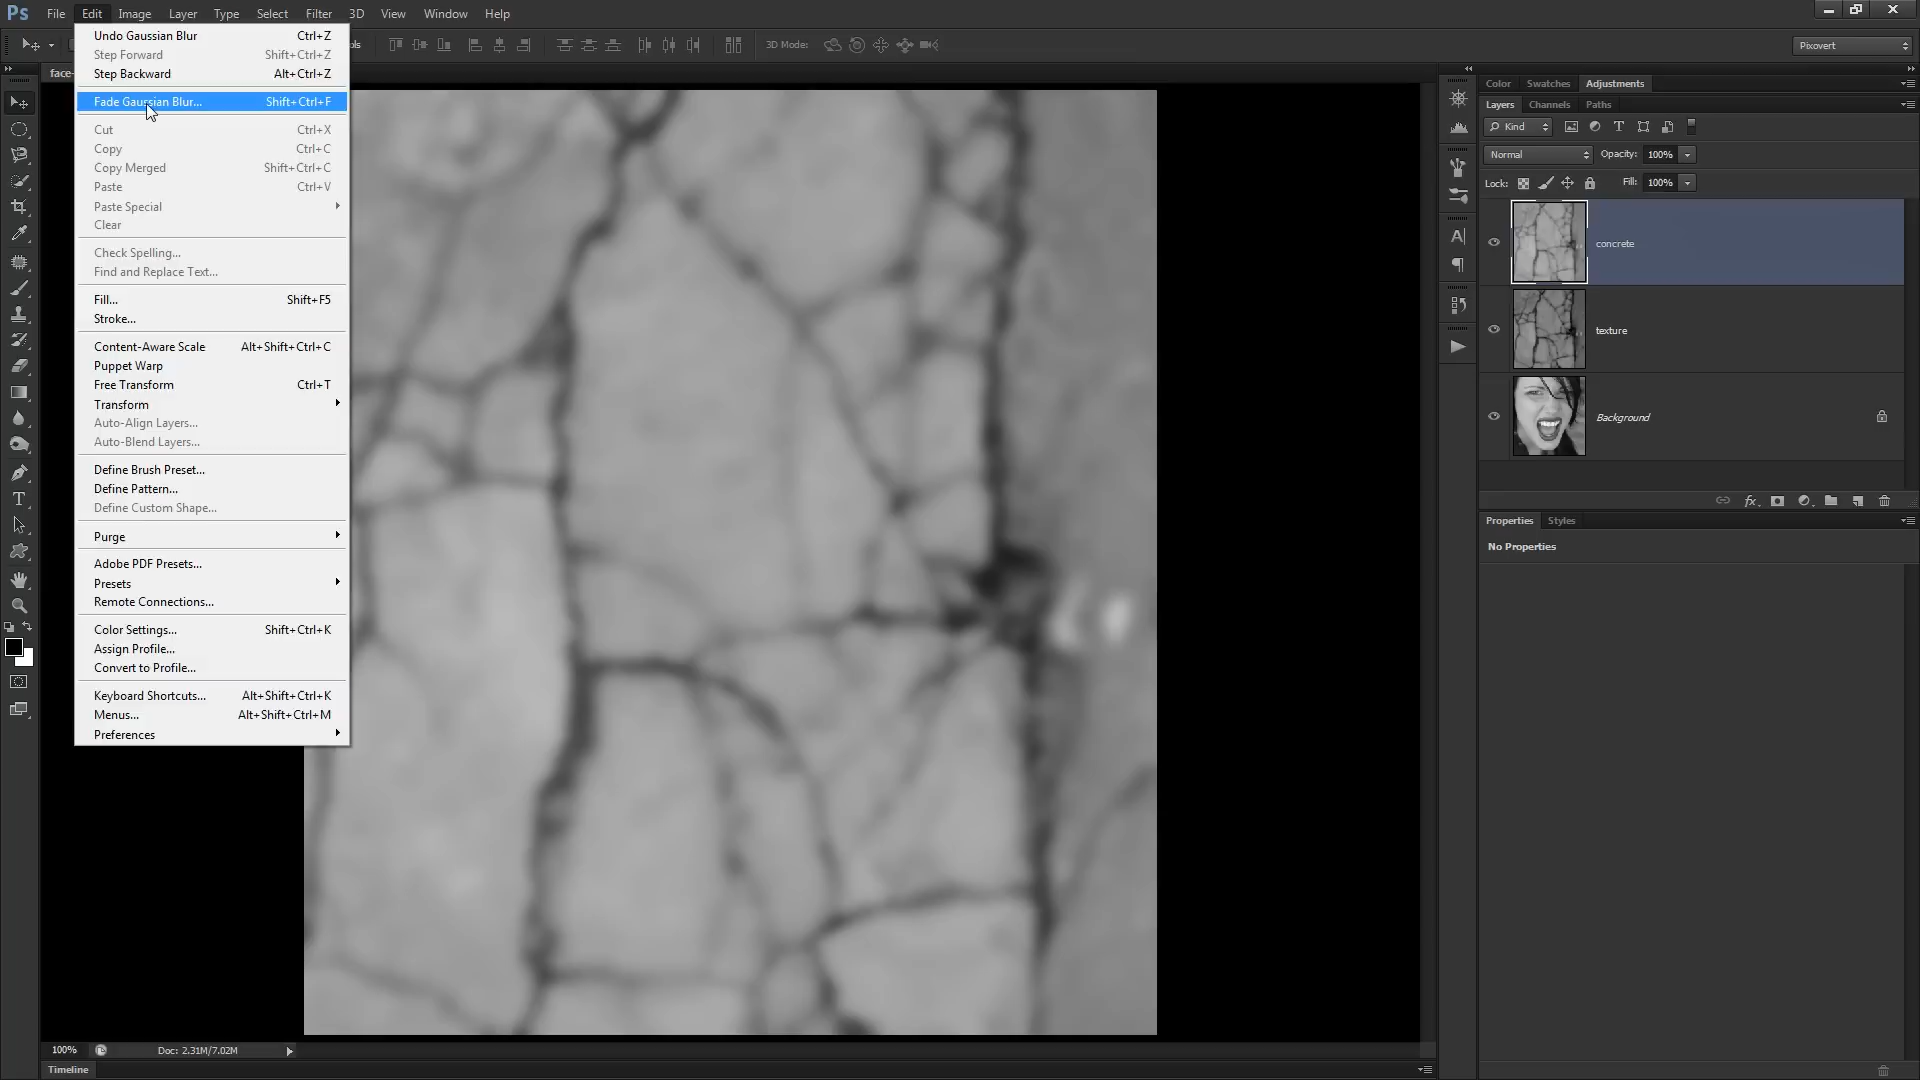 Ps File Edit Image Layer Type Select Filter 3D View Window Help
3D Mode:
Pixovert
face-
Undo Gaussian Blur Ctrl+Z
Step Forward Shift+Ctrl+Z
Step Backward Alt+Ctrl+Z
Fade Gaussian Blur... Shift+Ctrl+F
Cut Ctrl+X
Copy Ctrl+C
Copy Merged Shift+Ctrl+C
Paste Ctrl+V
Paste Special
Clear
Check Spelling...
Find and Replace Text...
Fill... Shift+F5
Stroke...
Content-Aware Scale Alt+Shift+Ctrl+C
Puppet Warp
Free Transform Ctrl+T
Transform
Auto-Align Layers...
Auto-Blend Layers...
Define Brush Preset...
Define Pattern...
Define Custom Shape...
Purge
Adobe PDF Presets...
Presets
Remote Connections...
Color Settings... Shift+Ctrl+K
Assign Profile...
Convert to Profile...
Keyboard Shortcuts... Alt+Shift+Ctrl+K
Menus... Alt+Shift+Ctrl+M
Preferences
Color Swatches Adjustments
Layers Channels Paths
Kind
Normal Opacity: 100%
Lock: Fill: 100%
concrete
texture
Background
fx
Properties Styles
No Properties
100% Doc: 2.31M/7.02M
Timeline